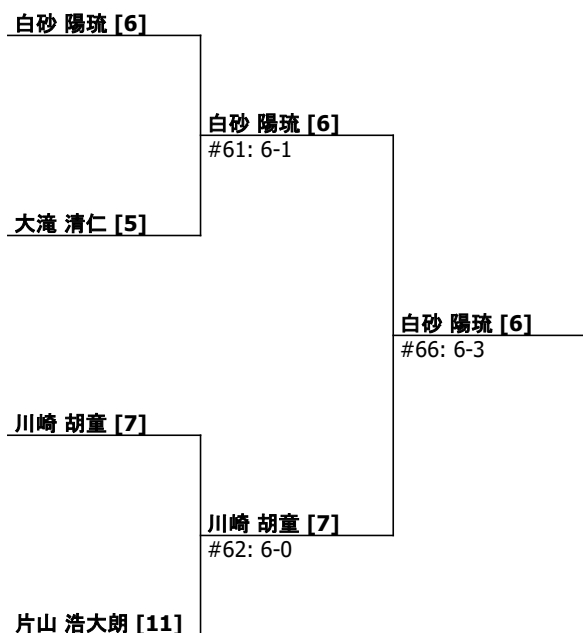 白砂 陽琉 [6]
白砂 陽琉 [6]
#61: 6-1
大滝 清仁 [5]
白砂 陽琉 [6]
#66: 6-3
川崎 胡童 [7]
川崎 胡童 [7]
#62: 6-0
片山 浩大朗 [11]